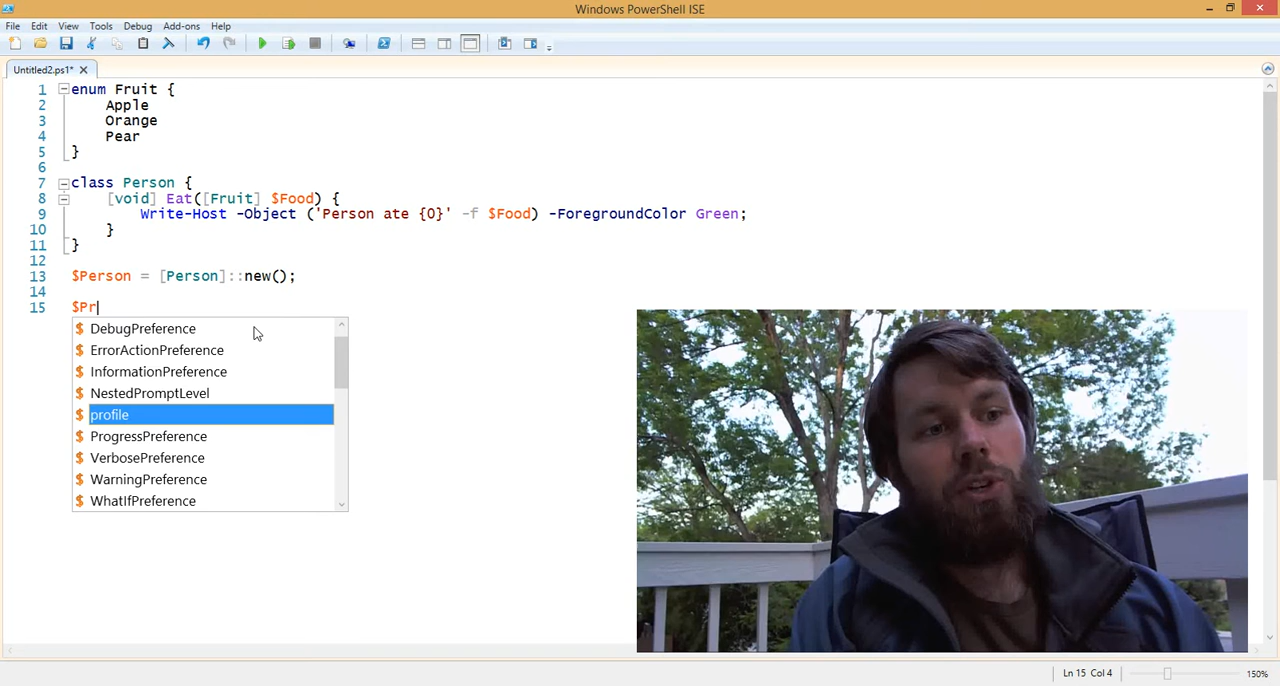 Windows PowerShell ISE
File Edit View Tools Debug Add-ons Help
Untitled2.ps1*
1 enum Fruit {
2 Apple
3 Orange
4 Pear
5 }
6
7 class Person {
8 [void] Eat([Fruit] $Food) {
9 Write-Host -Object ('Person ate {0}' -f $Food) -ForegroundColor Green;
10 }
11 }
12
13 $Person = [Person]::new();
14
15 $Pr
$ DebugPreference
$ ErrorActionPreference
$ InformationPreference
$ NestedPromptLevel
$ profile
$ ProgressPreference
$ VerbosePreference
$ WarningPreference
$ WhatIfPreference
Ln 15 Col 4 150%